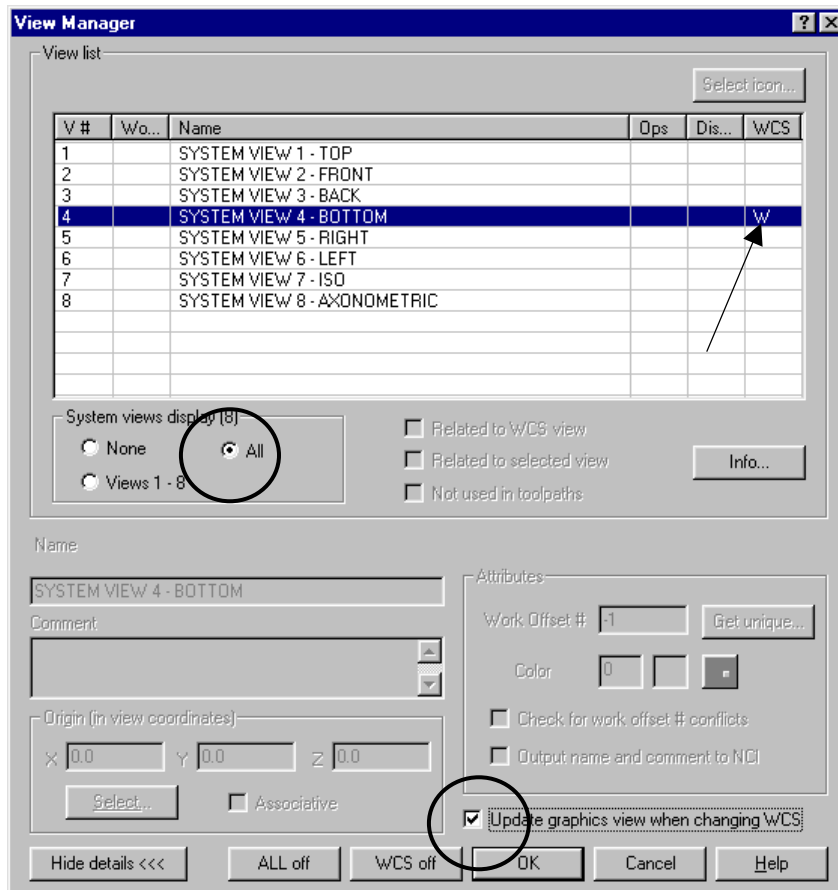 View Manager
View list
Select icon...
V # Wo... Name Ops Dis... WCS
1 SYSTEM VIEW 1 - TOP
2 SYSTEM VIEW 2 - FRONT
3 SYSTEM VIEW 3 - BACK
4 SYSTEM VIEW 4 - BOTTOM W
5 SYSTEM VIEW 5 - RIGHT
6 SYSTEM VIEW 6 - LEFT
7 SYSTEM VIEW 7 - ISO
8 SYSTEM VIEW 8 - AXONOMETRIC
System views display (8)
None All
Views 1 - 8
Related to WCS view
Related to selected view
Not used in toolpaths
Info...
Name
SYSTEM VIEW 4 - BOTTOM
Comment
Origin (in view coordinates)
X 0.0 Y 0.0 Z 0.0
Select... Associative
Attributes
Work Offset # -1 Get unique...
Color 0
Check for work offset # conflicts
Output name and comment to NCI
Update graphics view when changing WCS
Hide details <<< ALL off WCS off OK Cancel Help